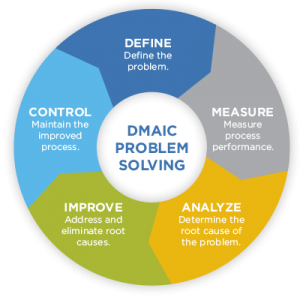 DEFINE
Define the
problem.
MEASURE
Measure
process
performance.
ANALYZE
Determine the
root cause of
the problem.
IMPROVE
Address and
eliminate root
causes.
CONTROL
Maintain the
improved
process.
DMAIC
PROBLEM
SOLVING